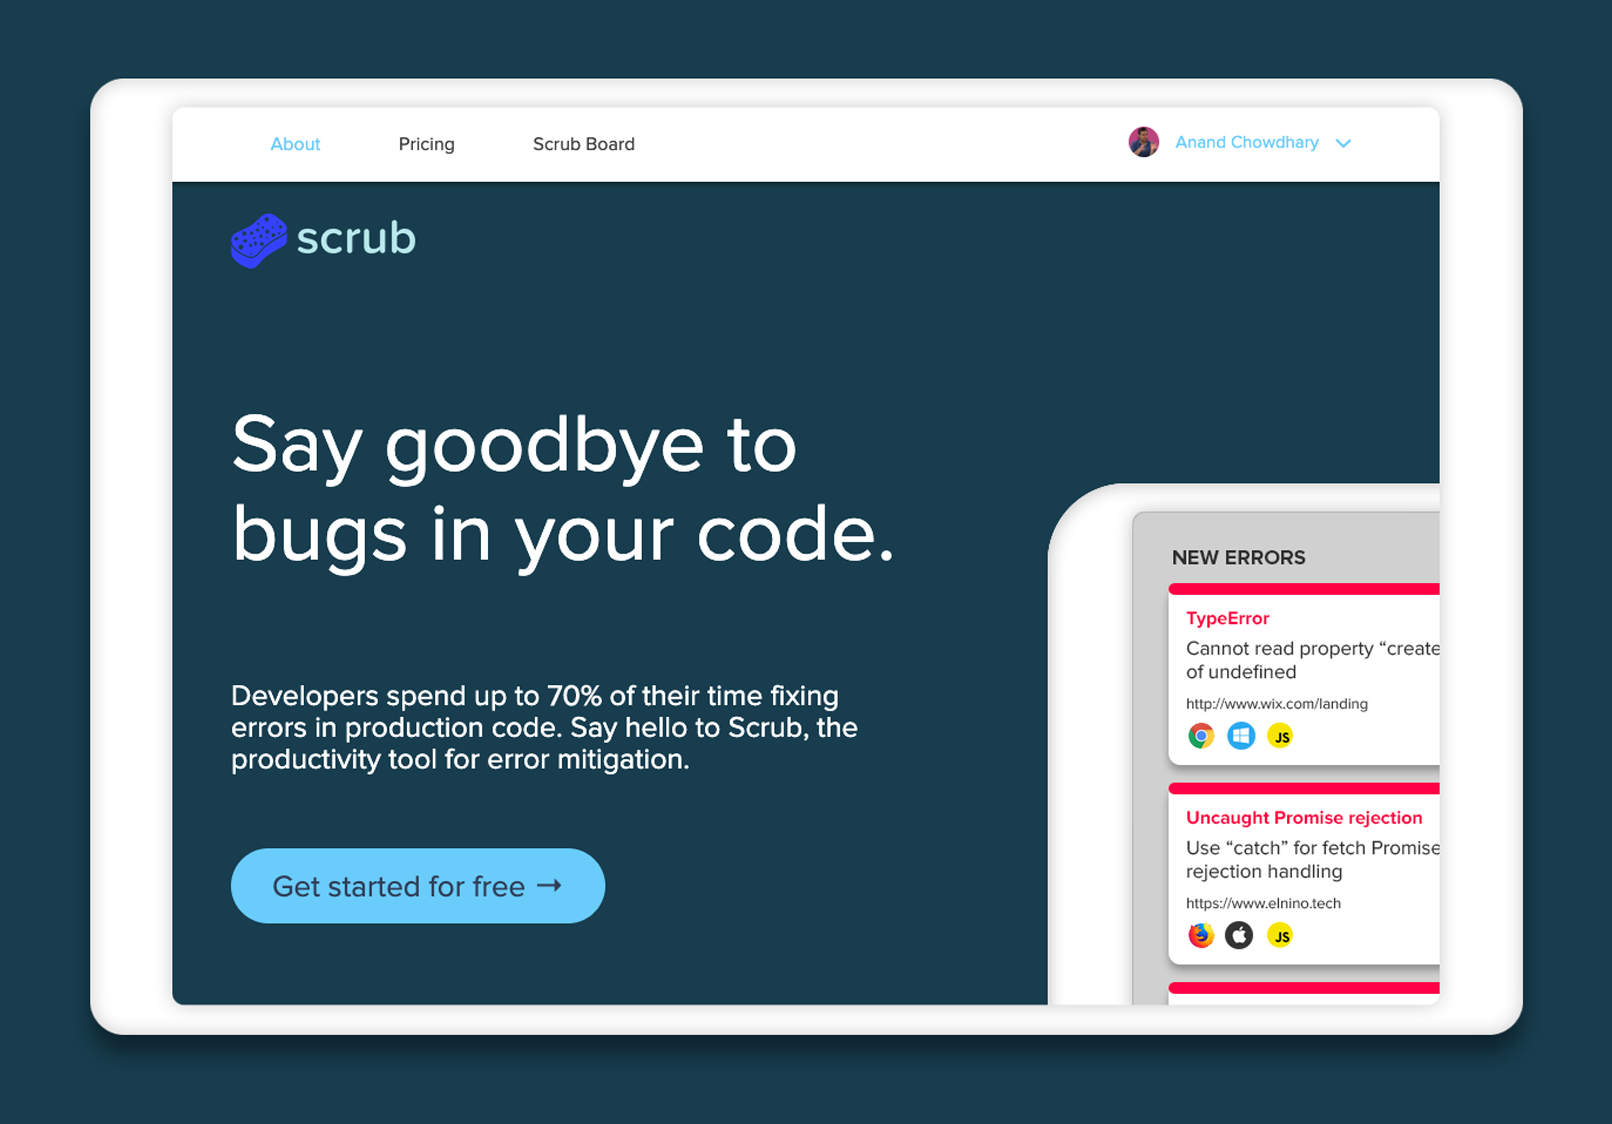 About
Pricing
Scrub Board
Anand Chowdhary
scrub
Say goodbye to
bugs in your code.
Developers spend up to 70% of their time fixing
errors in production code. Say hello to Scrub, the
productivity tool for error mitigation.
Get started for free →
NEW ERRORS
TypeError
Cannot read property “create
of undefined
http://www.wix.com/landing
JS
Uncaught Promise rejection
Use “catch” for fetch Promise
rejection handling
https://www.elnino.tech
JS